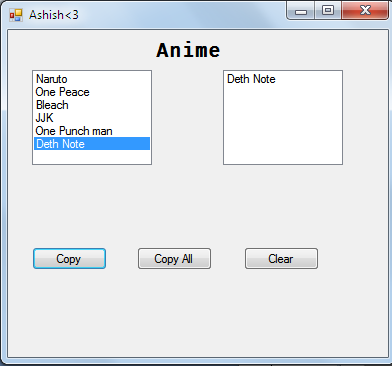 Ashish<3
Anime
Naruto
One Peace
Bleach
JJK
One Punch man
Deth Note
Deth Note
Copy
Copy All
Clear